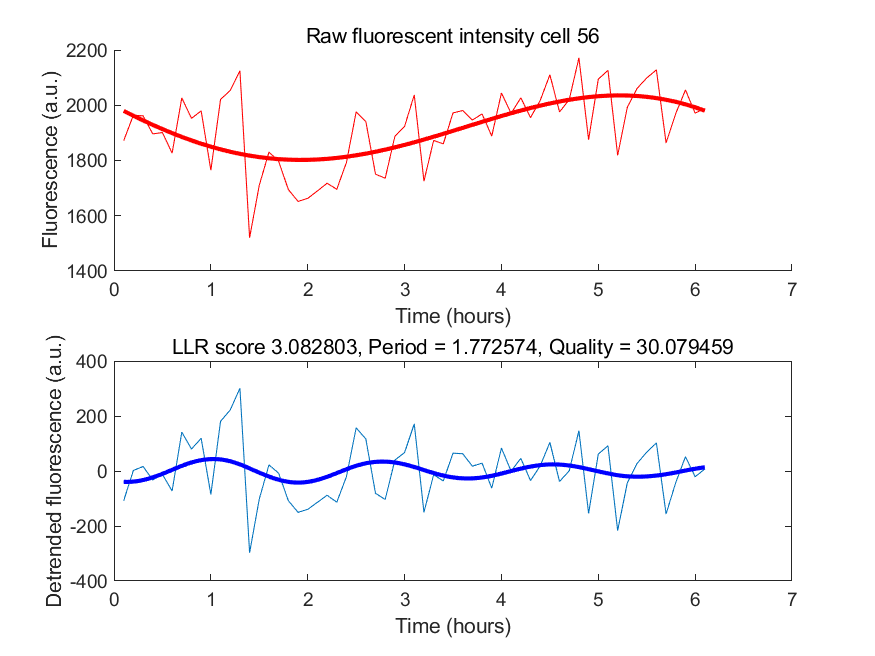 Raw fluorescent intensity cell 56
Fluorescence (a.u.)
2200
2000
1800
1600
1400
0 1 2 3 4 5 6 7
Time (hours)
LLR score 3.082803, Period = 1.772574, Quality = 30.079459
Detrended fluorescence (a.u.)
400
200
0
-200
-400
0 1 2 3 4 5 6 7
Time (hours)